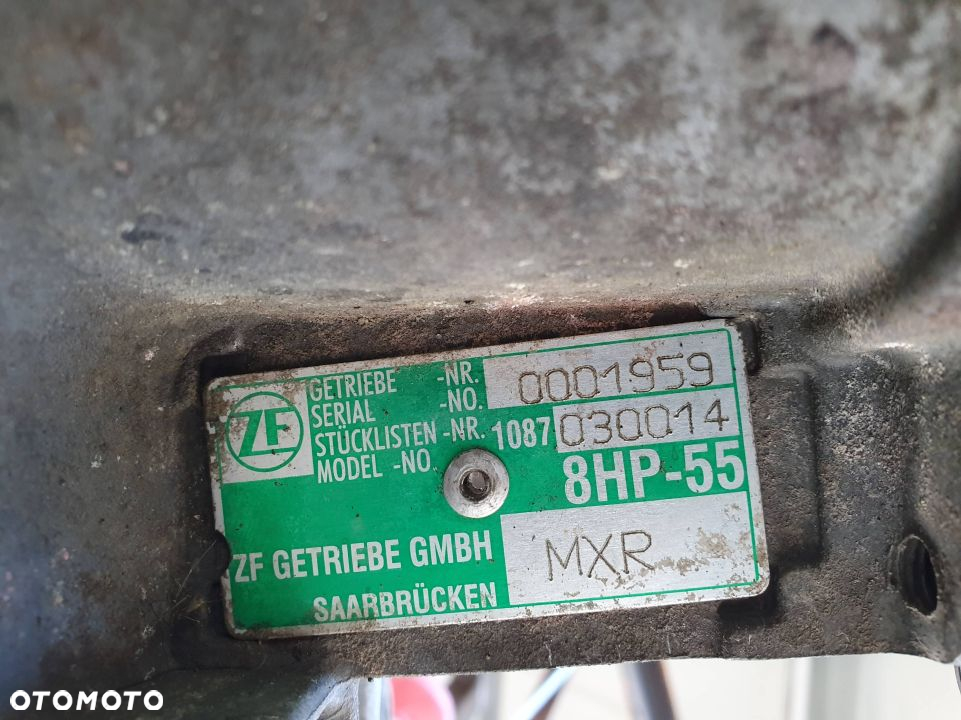 ZF
GETRIEBE -NR. 0001959
SERIAL -NO.
STÜCKLISTEN -NR. 1087 030014
MODEL -NO.
8HP-55
ZF GETRIEBE GMBH MXR
SAARBRÜCKEN
OTOMOTO